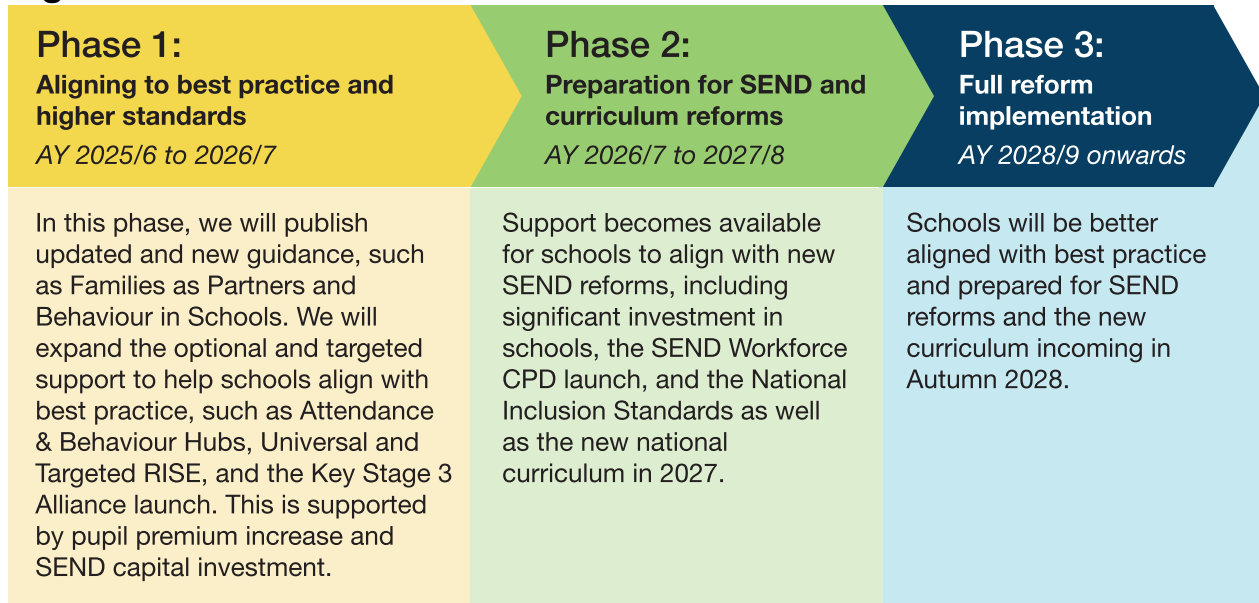 Phase 1:
Aligning to best practice and
higher standards
AY 2025/6 to 2026/7
In this phase, we will publish
updated and new guidance, such
as Families as Partners and
Behaviour in Schools. We will
expand the optional and targeted
support to help schools align with
best practice, such as Attendance
& Behaviour Hubs, Universal and
Targeted RISE, and the Key Stage 3
Alliance launch. This is supported
by pupil premium increase and
SEND capital investment.
Phase 2:
Preparation for SEND and
curriculum reforms
AY 2026/7 to 2027/8
Support becomes available
for schools to align with new
SEND reforms, including
significant investment in
schools, the SEND Workforce
CPD launch, and the National
Inclusion Standards as well
as the new national
curriculum in 2027.
Phase 3:
Full reform
implementation
AY 2028/9 onwards
Schools will be better
aligned with best practice
and prepared for SEND
reforms and the new
curriculum incoming in
Autumn 2028.